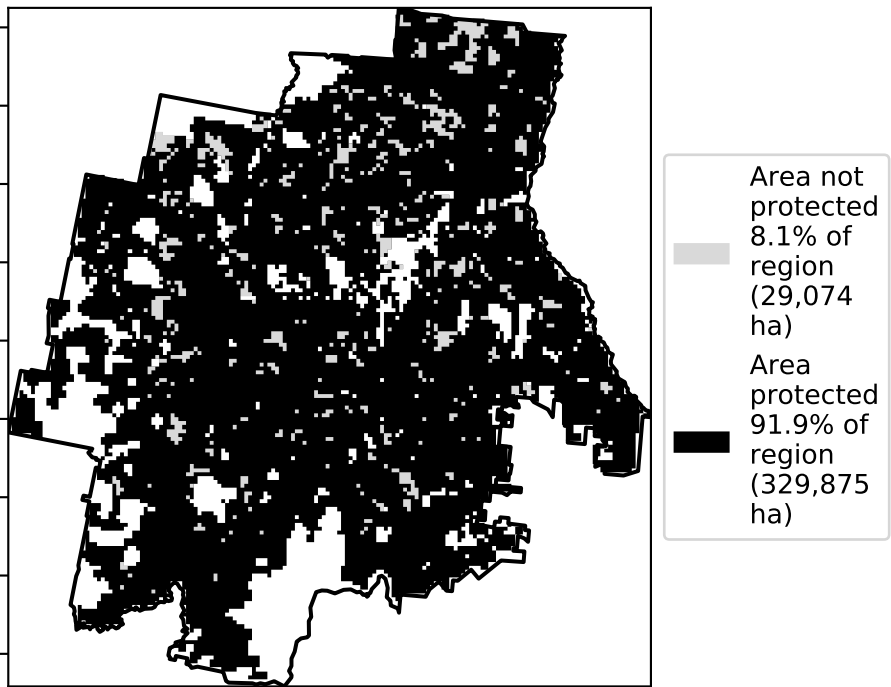 Area not
protected
8.1% of
region
(29,074
ha)
Area
protected
91.9% of
region
(329,875
ha)